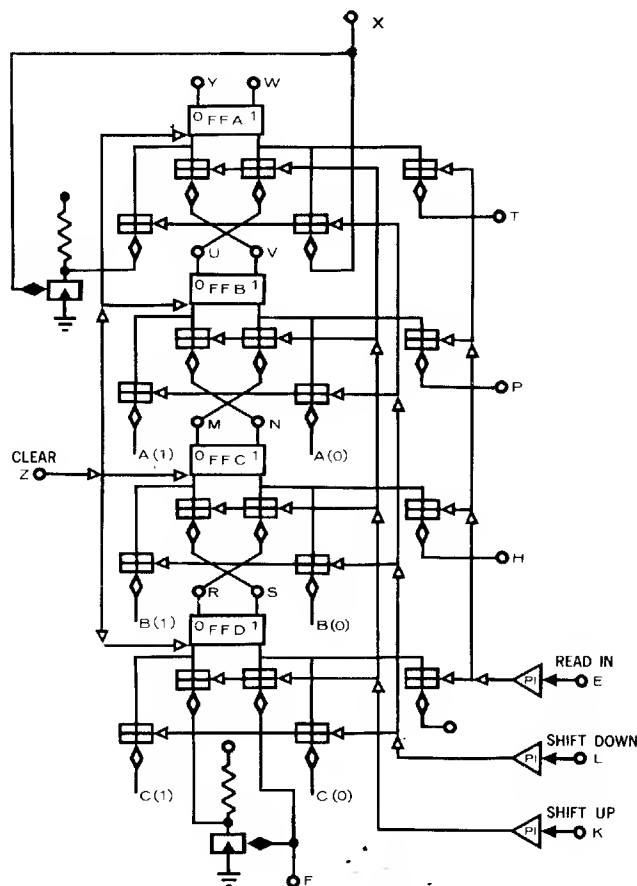 X
Y W
0 FFA 1
T
U V
0 FFB 1
P
M N
A(1) A(0)
CLEAR
Z
0 FFC 1
H
R S
B(1) B(0)
0 FFD 1
READ IN
PI E
SHIFT DOWN
PI L
C(1) C(0)
SHIFT UP
PI K
F